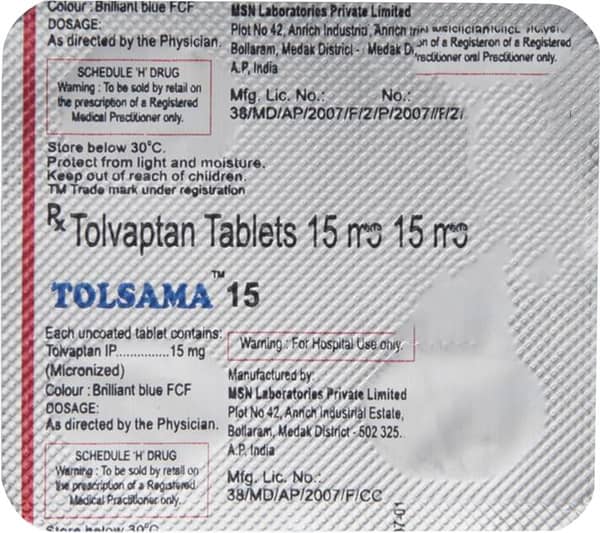 Colour : Brilliant blue FCF
DOSAGE:
As directed by the Physician.
SCHEDULE 'H' DRUG
Warning : To be sold by retail on
the prescription of a Registered
Medical Practitioner only.
MSN Laboratories Private Limited
Plot No 42, Anrich
Bollaram, Medak District - Medak
A.P, India
Mfg. Lic. No.: No.:
38/MD/AP/2007/F/
of a Registered
only.
Store below 30°C.
Protect from light and moisture.
Keep out of reach of children.
TM Trade mark under registration
Rx Tolvaptan Tablets 15 15
TOLSAMA™ 15
Each uncoated tablet contains:
Tolvaptan IP...............15 mg
(Micronized)
Colour : Brilliant blue FCF
DOSAGE:
As directed by the Physician.
SCHEDULE 'H' DRUG
Warning : To be sold by retail on
the prescription of a Registered
Medical Practitioner only.
Warning : For Hospital Use only.
Manufactured by:
MSN Laboratories Private Limited
Plot No 42, Anrich Industrial Estate,
Bollaram, Medak District - 502 325.
A.P, India
Mfg. Lic. No.:
38/MD/AP/2007/F/CC
Store below 30°C